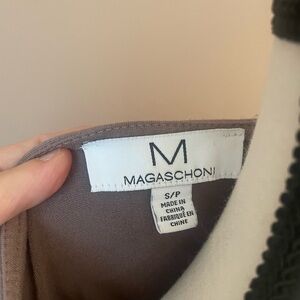 M
MAGASCHONI
S/P
MADE IN
CHINA
FABRIQUÉ EN
CHINE